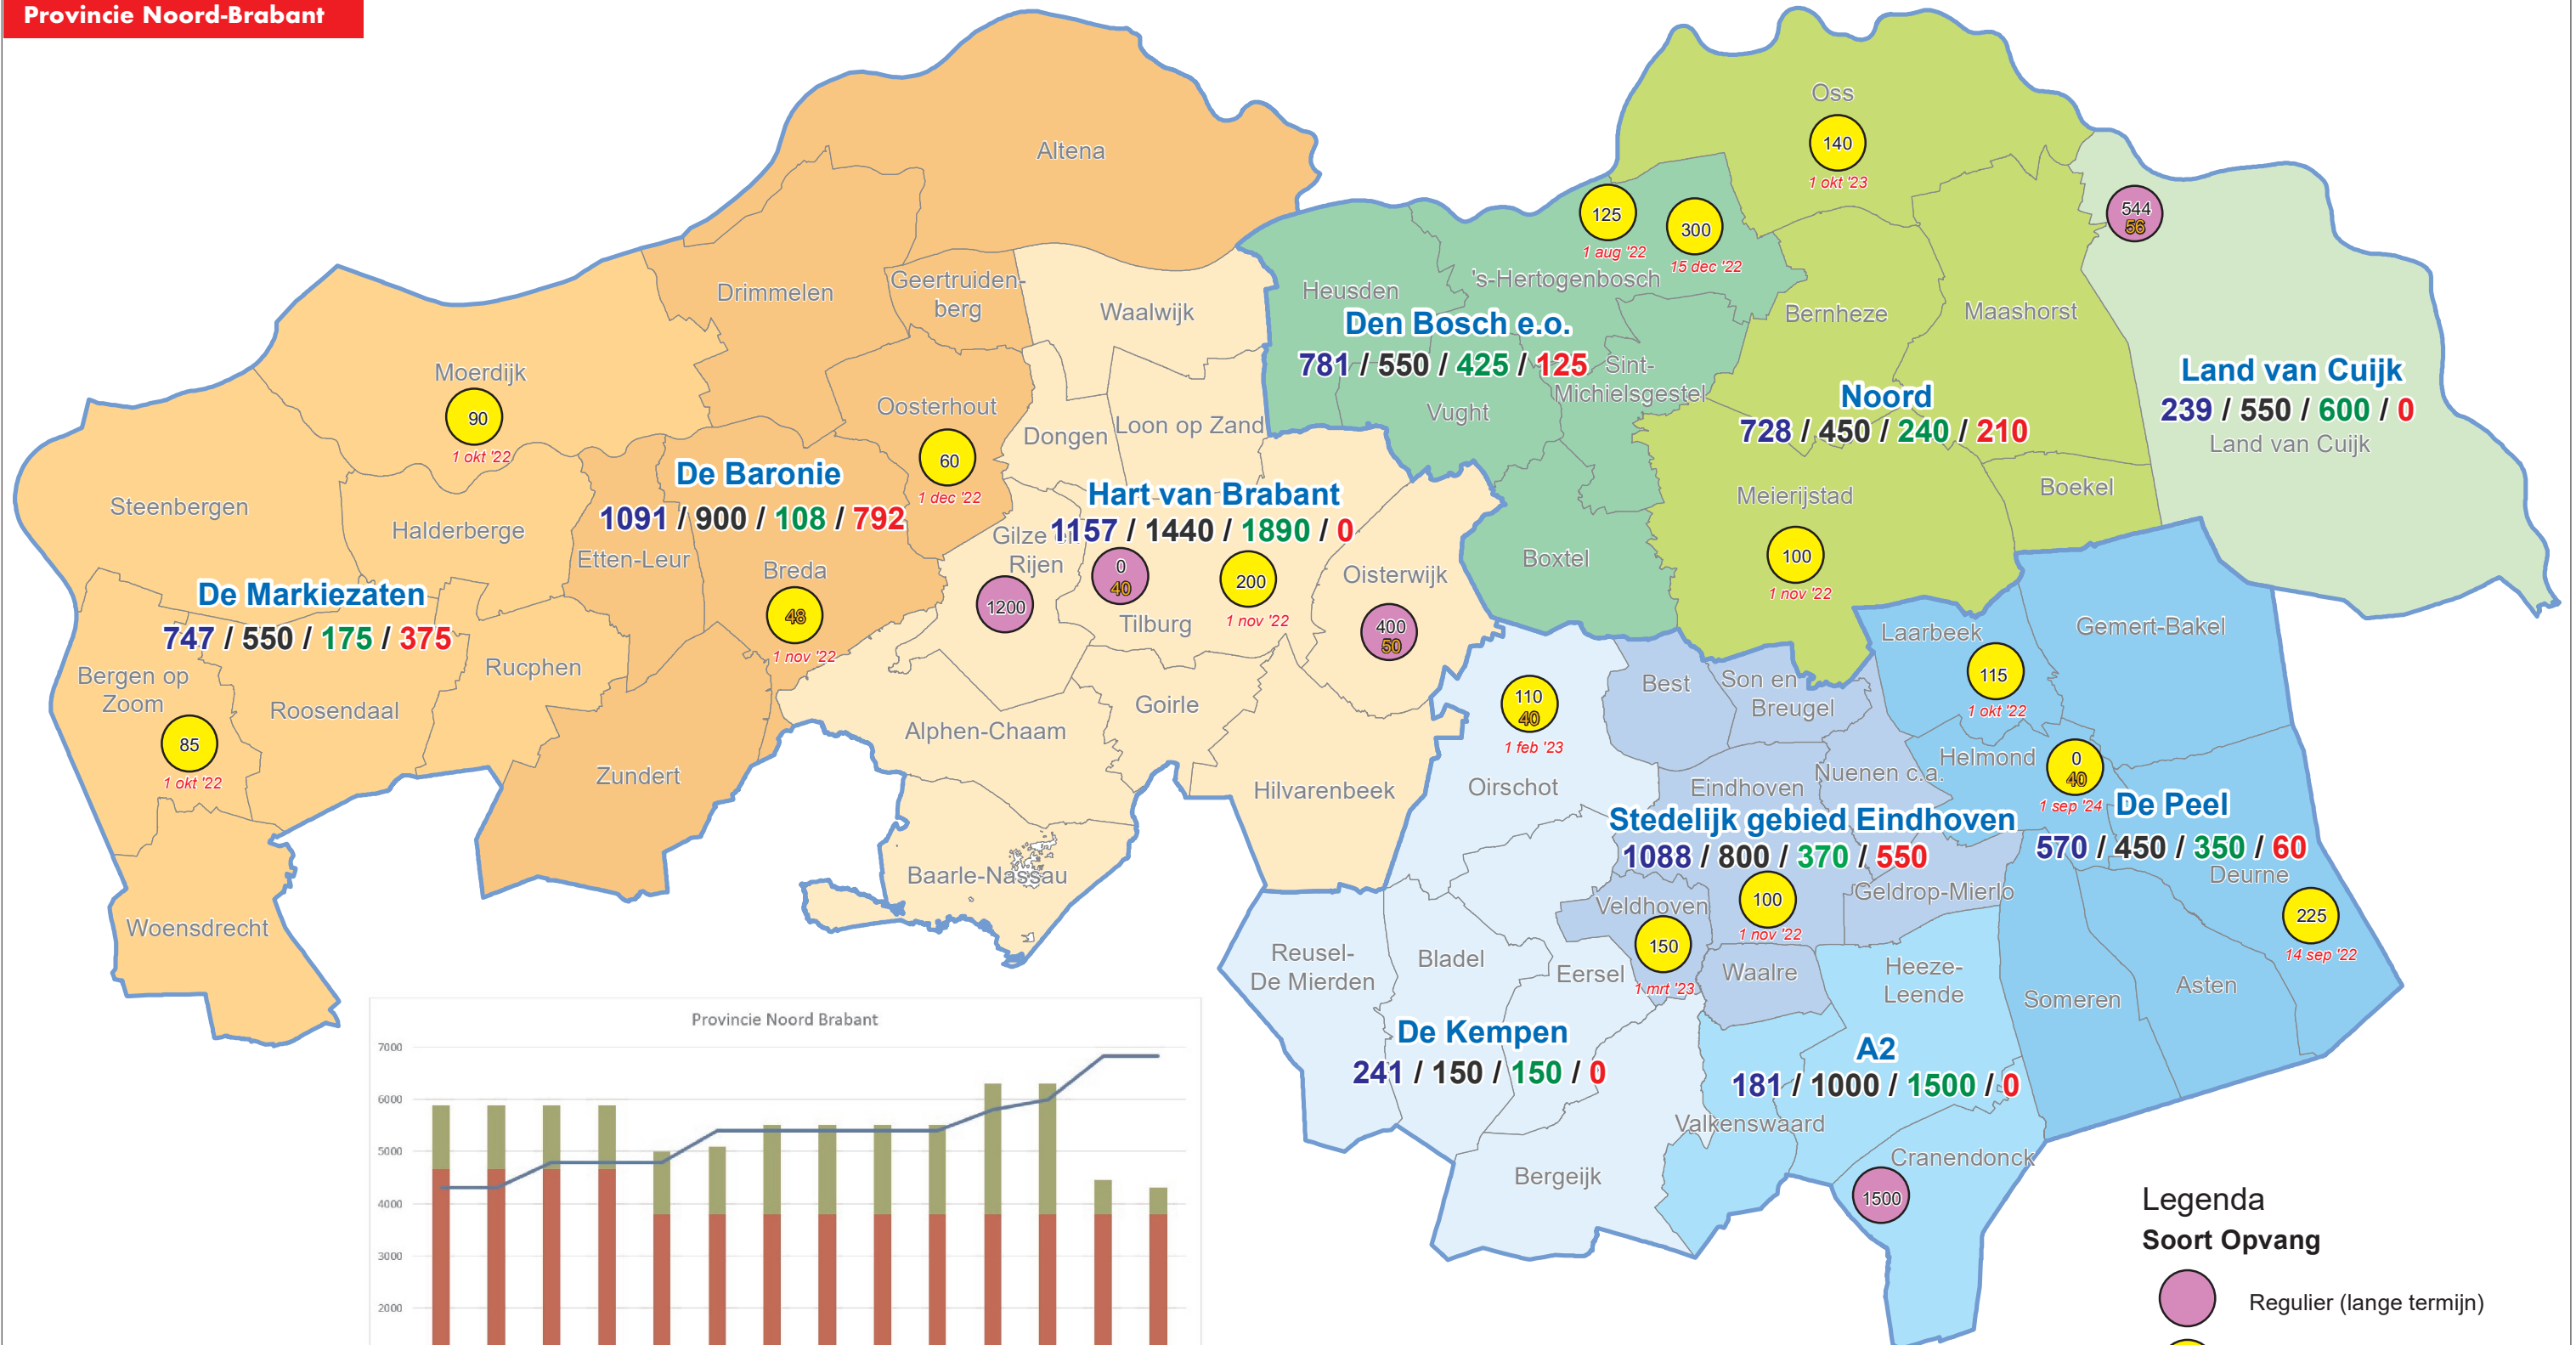 Provincie Noord-Brabant
Altena
Oss
140
1 okt '23
125
1 aug '22
300
15 dec '22
544
56
Drimmelen
Geertruiden-
berg
Waalwijk
Heusden
's-Hertogenbosch
Bernheze
Maashorst
Den Bosch e.o.
781 / 550 / 425 / 125
Sint-
Michielsgestel
Vught
Land van Cuijk
239 / 550 / 600 / 0
Land van Cuijk
Noord
728 / 450 / 240 / 210
Moerdijk
90
1 okt '22
Oosterhout
60
1 dec '22
Dongen
Loon op Zand
Steenbergen
Halderberge
De Baronie
1091 / 900 / 108 / 792
Etten-Leur
Breda
48
1 nov '22
Hart van Brabant
1157 / 1440 / 1890 / 0
Gilze en
Rijen
1200
0
40
Tilburg
200
1 nov '22
Oisterwijk
400
50
Boxtel
Meierijstad
100
1 nov '22
Boekel
De Markiezaten
747 / 550 / 175 / 375
Bergen op
Zoom
85
1 okt '22
Roosendaal
Rucphen
Zundert
Woensdrecht
Alphen-Chaam
Goirle
Hilvarenbeek
Baarle-Nassau
110
40
1 feb '23
Oirschot
Best
Son en
Breugel
Laarbeek
115
1 okt '22
Gemert-Bakel
Helmond
0
40
1 sep '24
Nuenen c.a.
Eindhoven
Stedelijk gebied Eindhoven
1088 / 800 / 370 / 550
De Peel
570 / 450 / 350 / 60
Deurne
225
14 sep '22
Geldrop-Mierlo
Veldhoven
150
1 mrt '23
100
1 nov '22
Waalre
Heeze-
Leende
Someren
Asten
Reusel-
De Mierden
Bladel
Eersel
De Kempen
241 / 150 / 150 / 0
A2
181 / 1000 / 1500 / 0
Valkenswaard
Bergeijk
Cranendonck
1500
Provincie Noord Brabant
7000
6000
5000
4000
3000
2000
Legenda
Soort Opvang
Regulier (lange termijn)